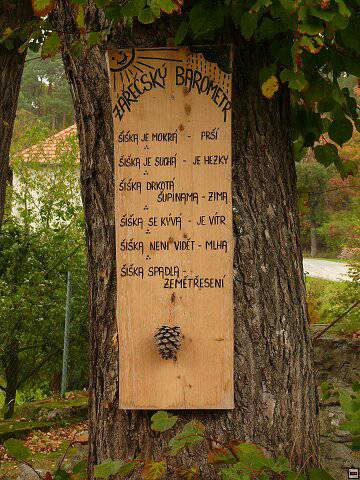 ZÁŘECKÝ BAROMETR
ŠIŠKA JE MOKRÁ - PRŠÍ
ŠIŠKA JE SUCHÁ - JE HEZKY
ŠIŠKA DRKOTÁ
ŠUPINAMA - ZIMA
ŠIŠKA SE KÝVÁ - JE VÍTR
ŠIŠKA NENÍ VIDĚT - MLHA
ŠIŠKA SPADLA -
ZEMĚTŘESENÍ